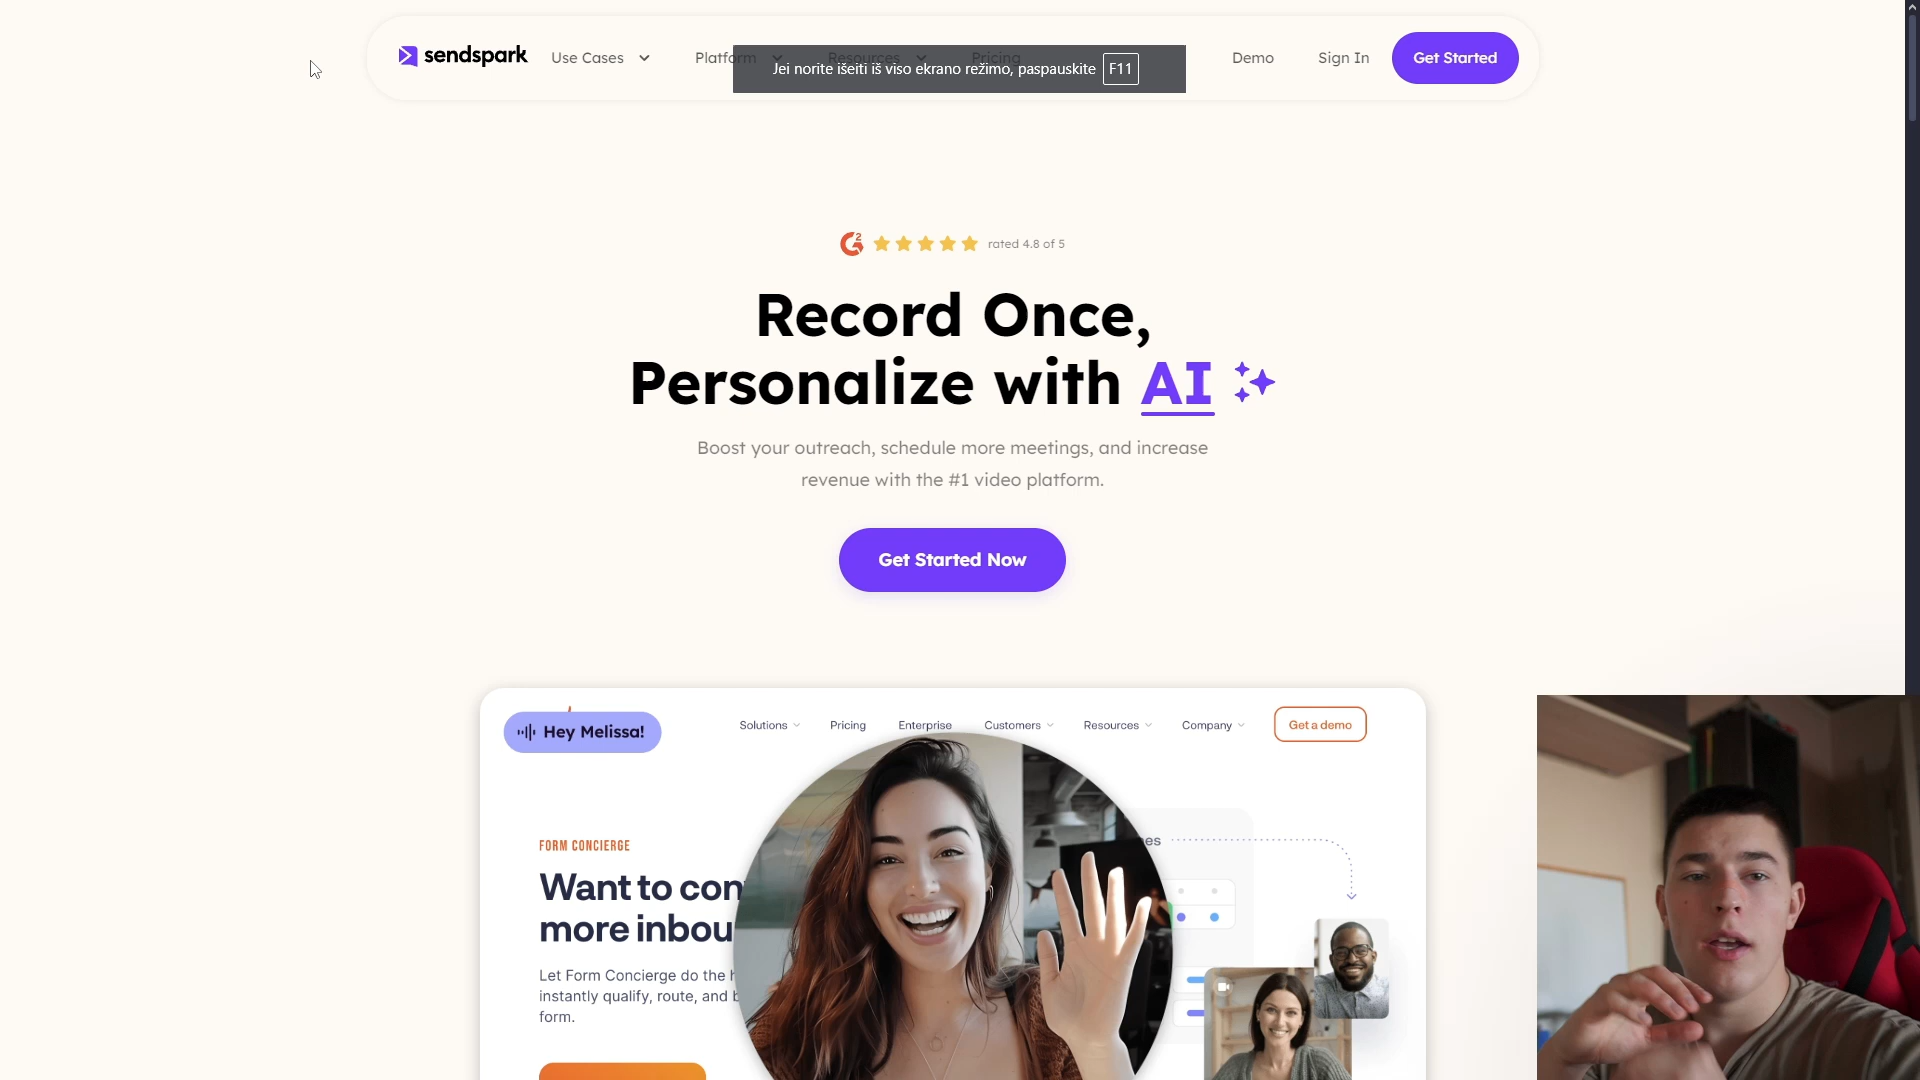 sendspark
Use Cases
Platform
Resources
Pricing
Demo
Sign In
Get Started
Jei norite išeiti iš viso ekrano režimo, paspauskite F11
rated 4.8 of 5
Record Once,
Personalize with AI
Boost your outreach, schedule more meetings, and increase
revenue with the #1 video platform.
Get Started Now
Hey Melissa!
Solutions
Pricing
Enterprise
Customers
Resources
Company
Get a demo
FORM CONCIERGE
Want to con
more inbou
Let Form Concierge do the h
instantly qualify, route, and b
form.